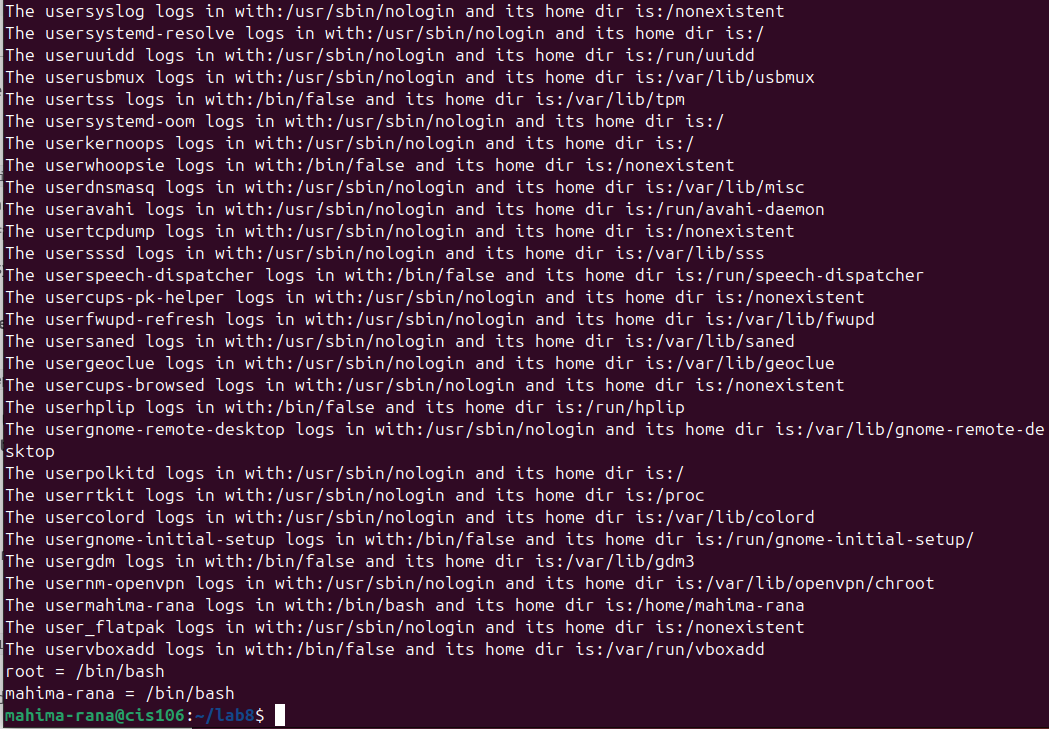 The usersyslog logs in with:/usr/sbin/nologin and its home dir is:/nonexistent
The usersystemd-resolve logs in with:/usr/sbin/nologin and its home dir is:/
The useruuidd logs in with:/usr/sbin/nologin and its home dir is:/run/uuidd
The userusbmux logs in with:/usr/sbin/nologin and its home dir is:/var/lib/usbmux
The usertss logs in with:/bin/false and its home dir is:/var/lib/tpm
The usersystemd-oom logs in with:/usr/sbin/nologin and its home dir is:/
The userkernoops logs in with:/usr/sbin/nologin and its home dir is:/
The userwhoopsie logs in with:/bin/false and its home dir is:/nonexistent
The userdnsmasq logs in with:/usr/sbin/nologin and its home dir is:/var/lib/misc
The useravahi logs in with:/usr/sbin/nologin and its home dir is:/run/avahi-daemon
The usertcpdump logs in with:/usr/sbin/nologin and its home dir is:/nonexistent
The usersssd logs in with:/usr/sbin/nologin and its home dir is:/var/lib/sss
The userspeech-dispatcher logs in with:/bin/false and its home dir is:/run/speech-dispatcher
The usercups-pk-helper logs in with:/usr/sbin/nologin and its home dir is:/nonexistent
The userfwupd-refresh logs in with:/usr/sbin/nologin and its home dir is:/var/lib/fwupd
The usersaned logs in with:/usr/sbin/nologin and its home dir is:/var/lib/saned
The usergeoclue logs in with:/usr/sbin/nologin and its home dir is:/var/lib/geoclue
The usercups-browsed logs in with:/usr/sbin/nologin and its home dir is:/nonexistent
The userhplip logs in with:/bin/false and its home dir is:/run/hplip
The usergnome-remote-desktop logs in with:/usr/sbin/nologin and its home dir is:/var/lib/gnome-remote-de
sktop
The userpolkitd logs in with:/usr/sbin/nologin and its home dir is:/
The userrtkit logs in with:/usr/sbin/nologin and its home dir is:/proc
The usercolord logs in with:/usr/sbin/nologin and its home dir is:/var/lib/colord
The usergnome-initial-setup logs in with:/bin/false and its home dir is:/run/gnome-initial-setup/
The usergdm logs in with:/bin/false and its home dir is:/var/lib/gdm3
The usernm-openvpn logs in with:/usr/sbin/nologin and its home dir is:/var/lib/openvpn/chroot
The usermahima-rana logs in with:/bin/bash and its home dir is:/home/mahima-rana
The user_flatpak logs in with:/usr/sbin/nologin and its home dir is:/nonexistent
The uservboxadd logs in with:/bin/false and its home dir is:/var/run/vboxadd
root = /bin/bash
mahima-rana = /bin/bash
mahima-rana@cis106:~/lab8$